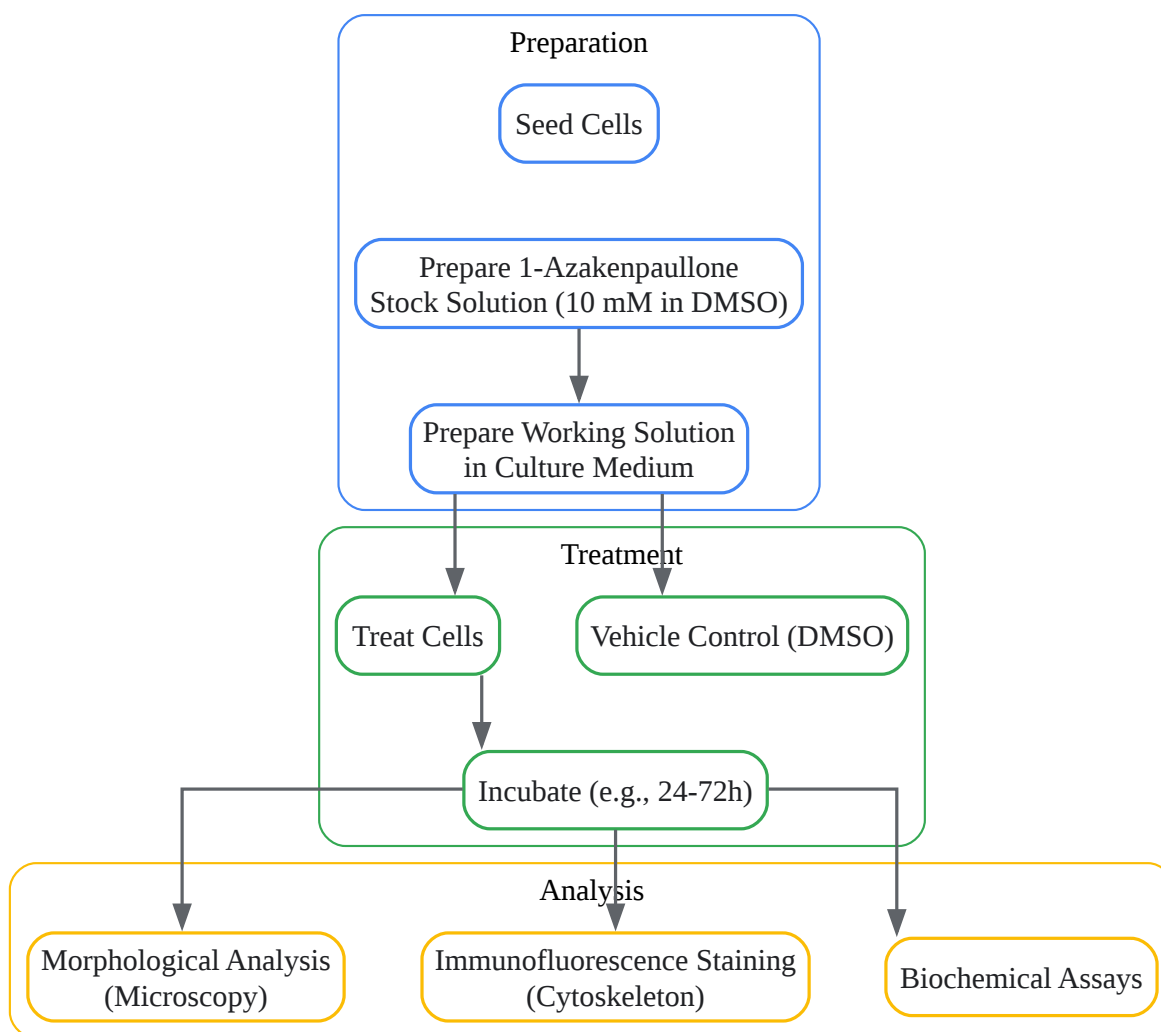 Preparation
Seed Cells
Prepare 1-Azakenpaullone
Stock Solution (10 mM in DMSO)
Prepare Working Solution
in Culture Medium
Treatment
Treat Cells
Vehicle Control (DMSO)
Incubate (e.g., 24-72h)
Analysis
Morphological Analysis
(Microscopy)
Immunofluorescence Staining
(Cytoskeleton)
Biochemical Assays